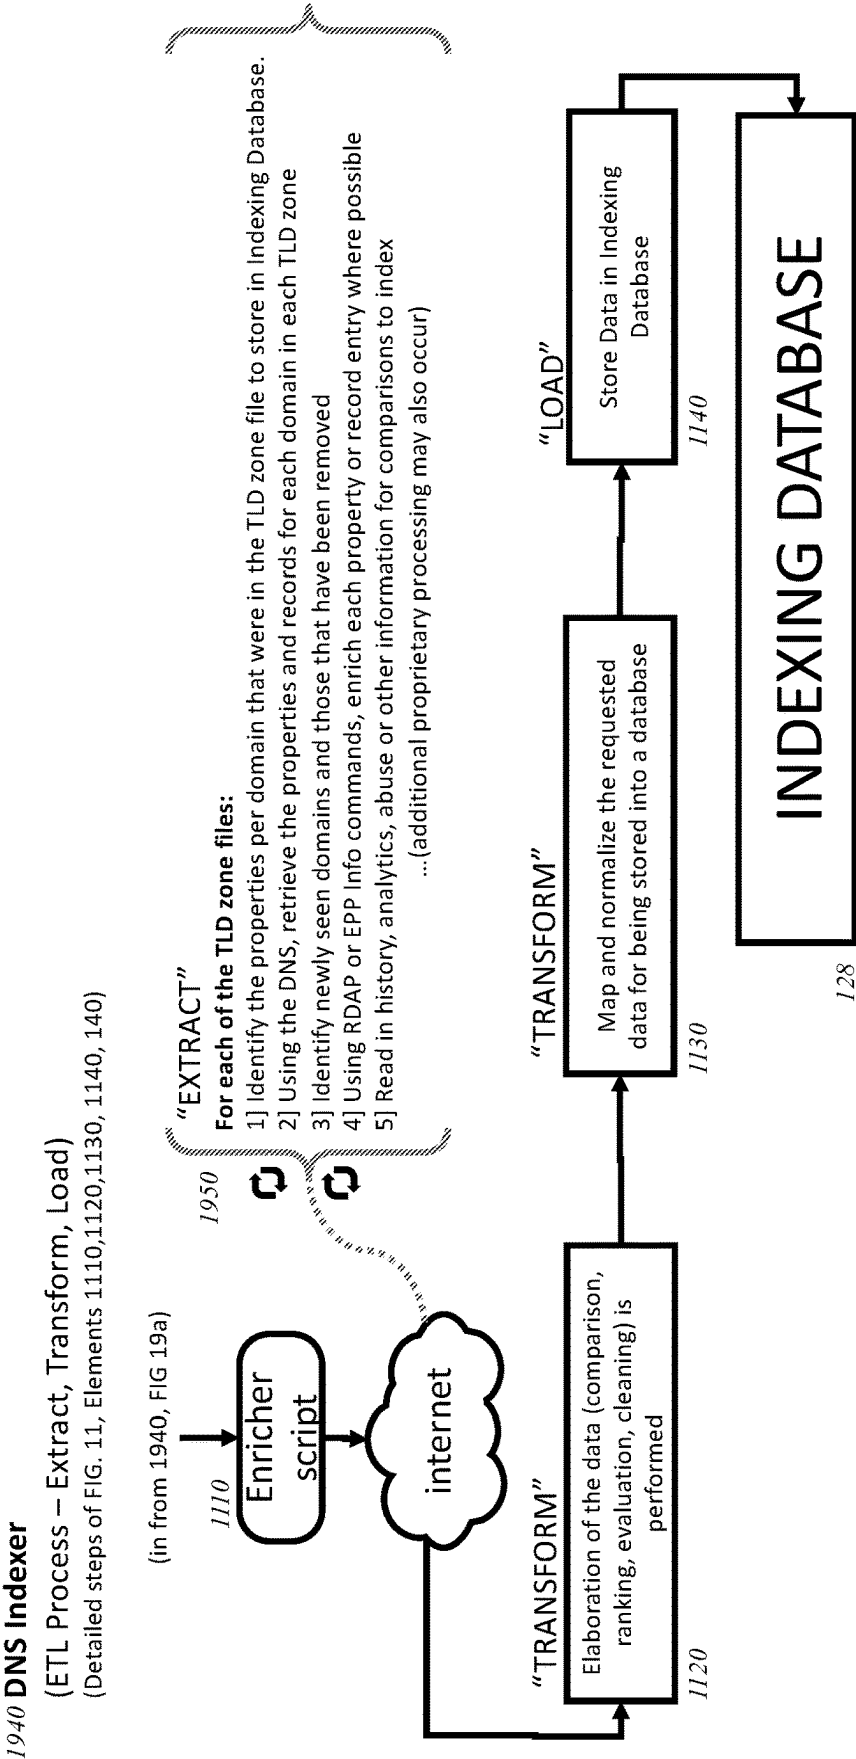 1940 DNS Indexer
(ETL Process – Extract, Transform, Load)
(Detailed steps of FIG. 11, Elements 1110,1120,1130, 1140, 140)
(in from 1940, FIG 19a)
1110
Enricher
script
internet
1950
"EXTRACT"
For each of the TLD zone files:
1] Identify the properties per domain that were in the TLD zone file to store in Indexing Database.
2] Using the DNS, retrieve the properties and records for each domain in each TLD zone
3] Identify newly seen domains and those that have been removed
4] Using RDAP or EPP Info commands, enrich each property or record entry where possible
5] Read in history, analytics, abuse or other information for comparisons to index
...(additional proprietary processing may also occur)
"TRANSFORM"
Elaboration of the data (comparison,
ranking, evaluation, cleaning) is
performed
1120
"TRANSFORM"
Map and normalize the requested
data for being stored into a database
1130
"LOAD"
Store Data in Indexing
Database
1140
INDEXING DATABASE
128